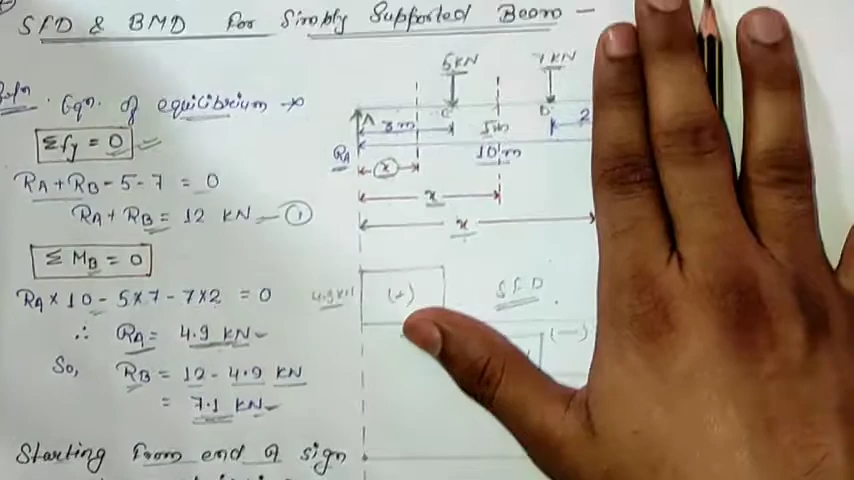 SFD & BMD For Simply Supported Beam -
Soln. Eqn. of equilibrium →
Σfy = 0
RA + RB - 5 - 7 = 0
RA + RB = 12 KN - ①
Σ MB = 0
RA × 10 - 5×7 - 7×2 = 0
∴ RA = 4.9 KN
So, RB = 12 - 4.9 KN
= 7.1 KN
Starting from end A sign
5KN
7KN
A
C
D
3m
5m
2
RA
10m
x
x
x
4.9KN
(+)
SFD
(-)